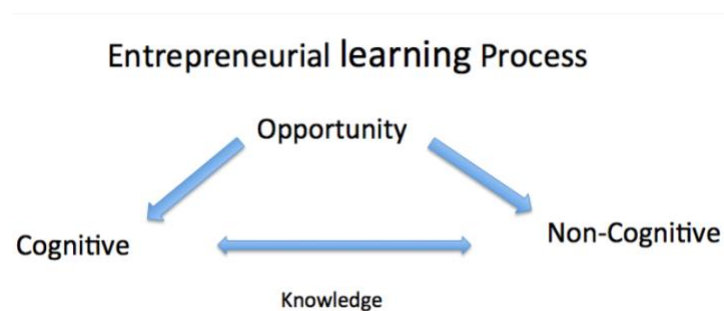 Entrepreneurial learning Process
Opportunity
Cognitive
Non-Cognitive
Knowledge